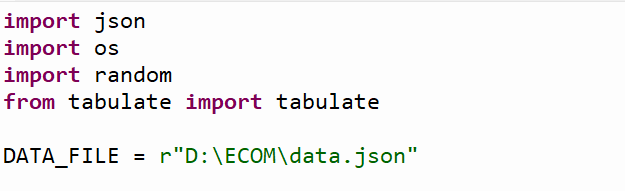 import json
import os
import random
from tabulate import tabulate
DATA_FILE = r"D:\ECOM\data.json"